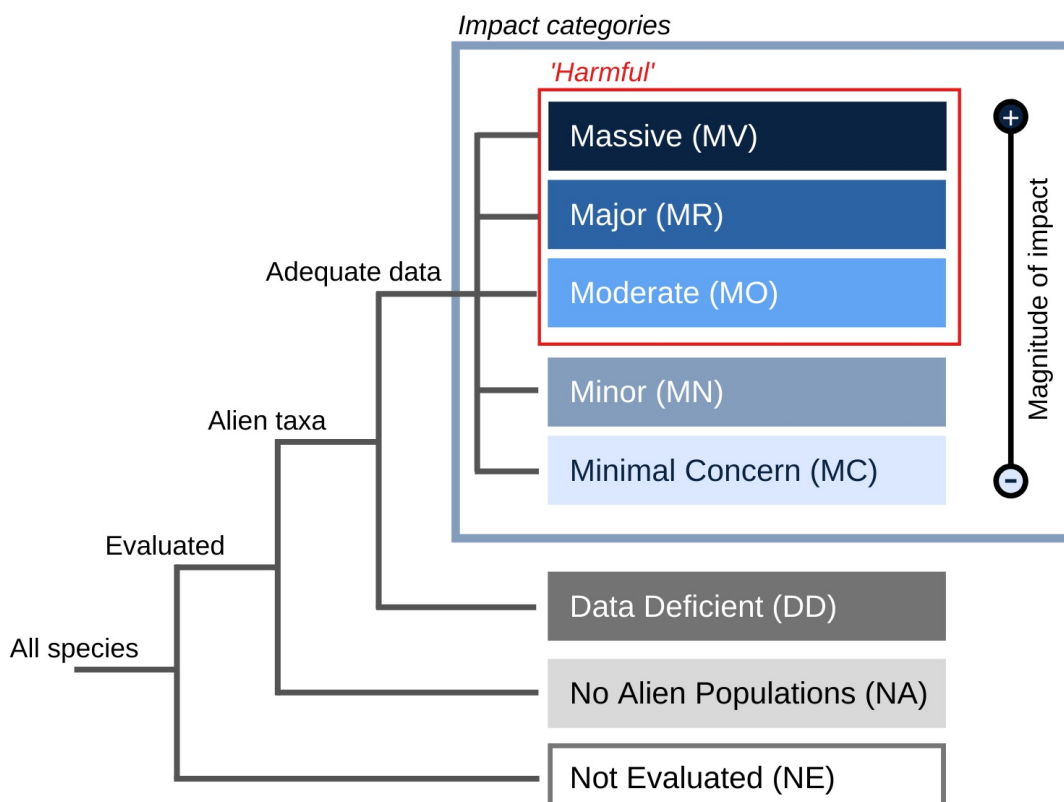 Impact categories
'Harmful'
Massive (MV)
Major (MR)
Moderate (MO)
Minor (MN)
Minimal Concern (MC)
+
Magnitude of impact
-
Adequate data
Alien taxa
Evaluated
All species
Data Deficient (DD)
No Alien Populations (NA)
Not Evaluated (NE)